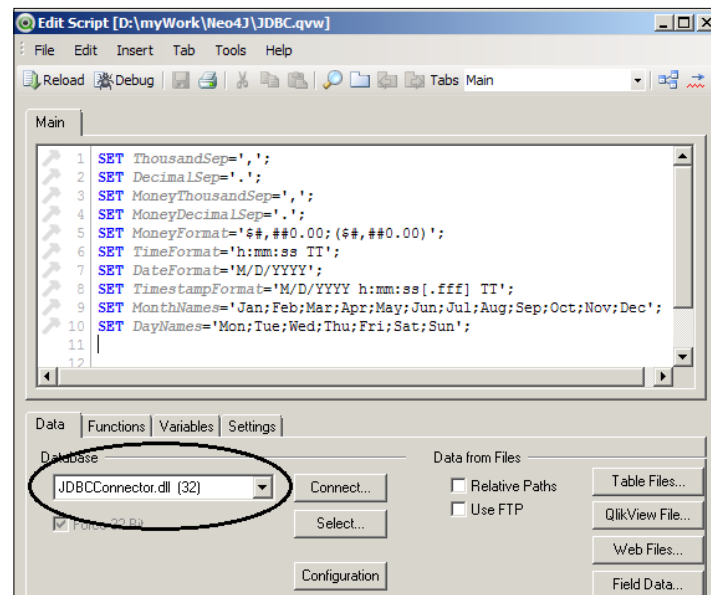 Edit Script [D:\myWork\Neo4J\JDBC.qvw]
File Edit Insert Tab Tools Help
Reload Debug Tabs Main
Main
1 SET ThousandSep=',';
2 SET DecimalSep='.';
3 SET MoneyThousandSep=',';
4 SET MoneyDecimalSep='.';
5 SET MoneyFormat='$#,##0.00;($#,##0.00)';
6 SET TimeFormat='h:mm:ss TT';
7 SET DateFormat='M/D/YYYY';
8 SET TimestampFormat='M/D/YYYY h:mm:ss[.fff] TT';
9 SET MonthNames='Jan;Feb;Mar;Apr;May;Jun;Jul;Aug;Sep;Oct;Nov;Dec';
10 SET DayNames='Mon;Tue;Wed;Thu;Fri;Sat;Sun';
11
12
Data Functions Variables Settings
Database Data from Files
JDBCConnector.dll (32) Connect... Relative Paths Table Files...
Force 32 Bit Select... Use FTP QlikView File...
Web Files...
Configuration Field Data...